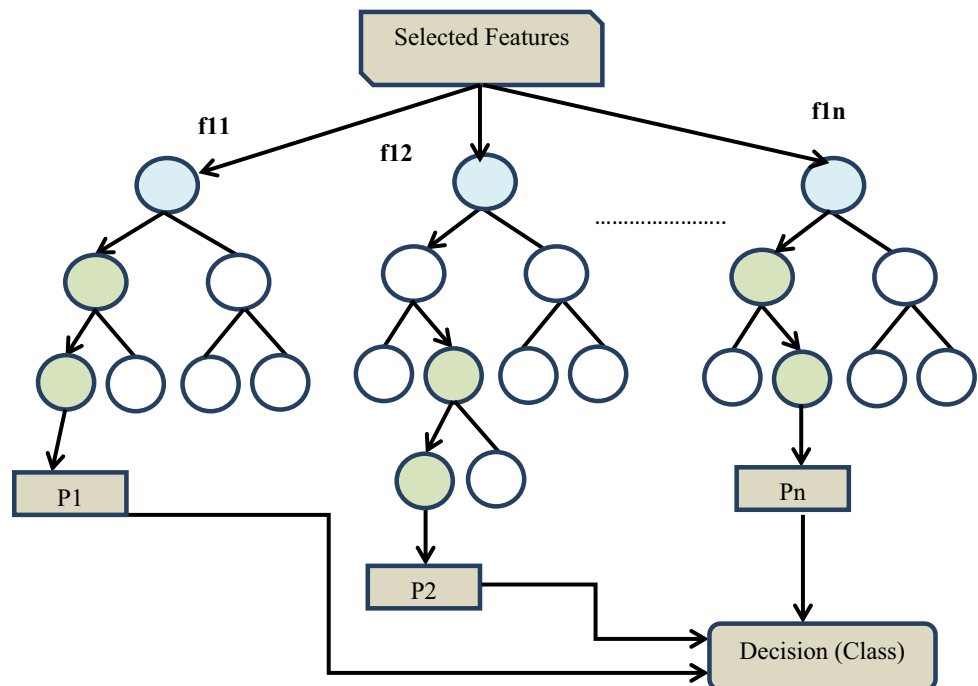 Selected Features
f11
f12
f1n
........................
P1
P2
Pn
Decision (Class)